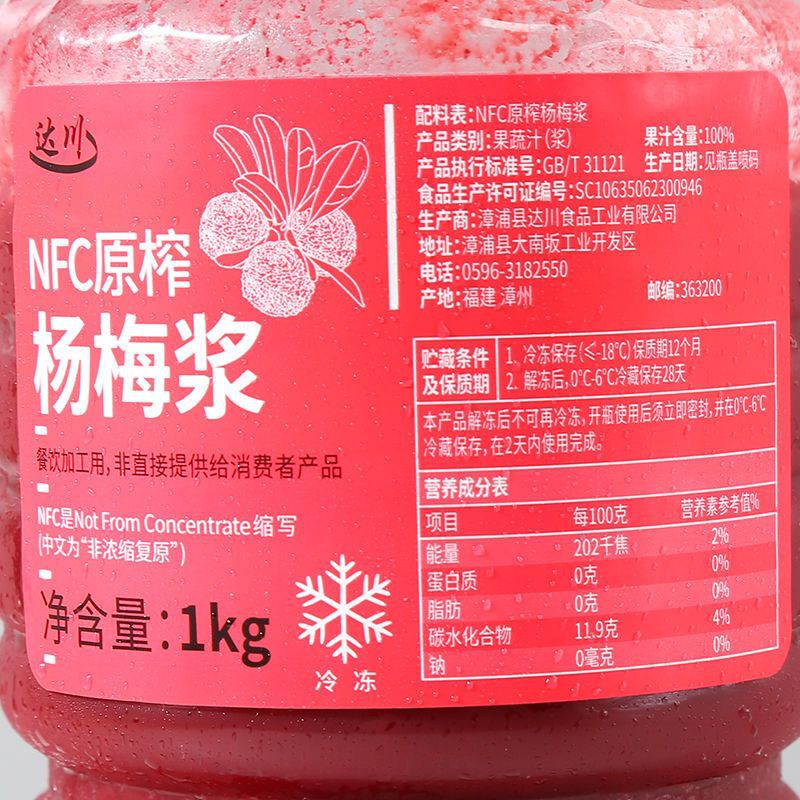 达川
NFC原榨
杨梅浆
餐饮加工用,非直接提供给消费者产品
NFC是Not From Concentrate缩写
(中文为“非浓缩复原”)
净含量:1kg
冷冻
配料表:NFC原榨杨梅浆
产品类别:果蔬汁(浆) 果汁含量:100%
产品执行标准号:GB/T 31121 生产日期:见瓶盖喷码
食品生产许可证编号:SC10635062300946
生产商:漳浦县达川食品工业有限公司
地址:漳浦县大南坂工业开发区
电话:0596-3182550
产地:福建 漳州 邮编:363200
贮藏条件及保质期
1. 冷冻保存(≤-18℃)保质期12个月
2. 解冻后,0℃-6℃冷藏保存28天
本产品解冻后不可再冷冻,开瓶使用后须立即密封,并在0℃-6℃
冷藏保存,在2天内使用完成。
营养成分表
项目 每100克 营养素参考值%
能量 202千焦 2%
蛋白质 0克 0%
脂肪 0克 0%
碳水化合物 11.9克 4%
钠 0毫克 0%